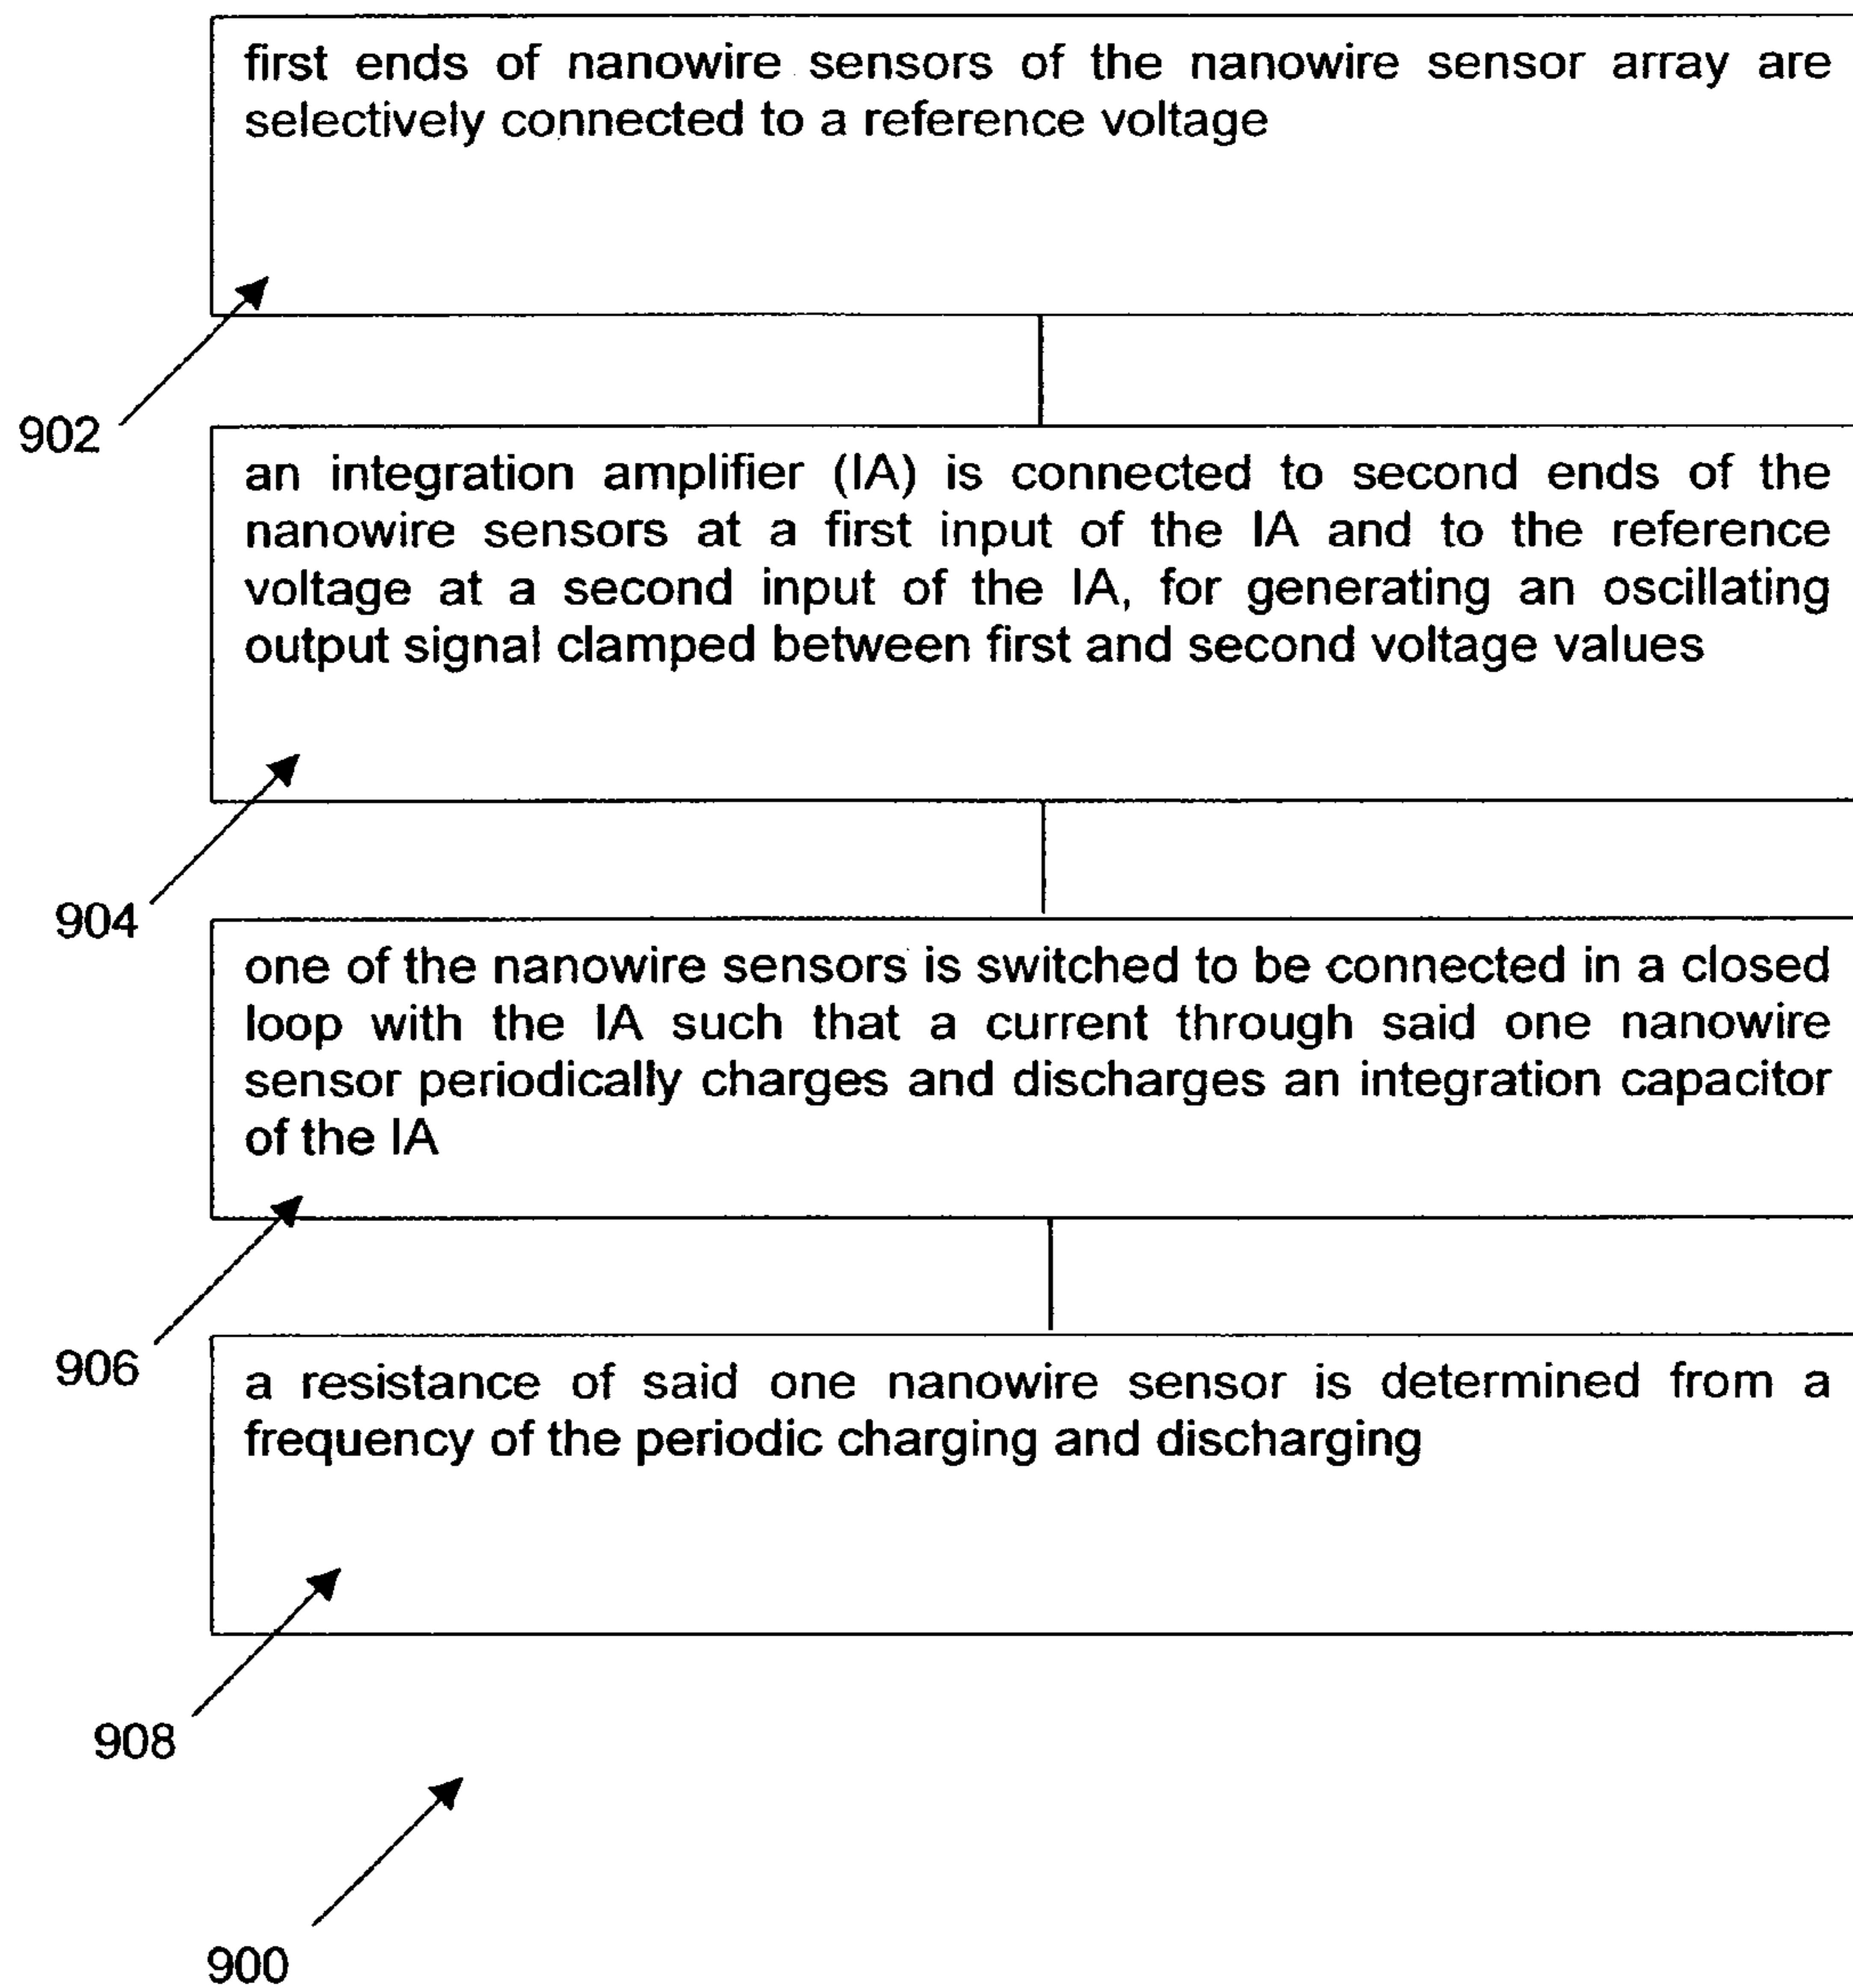 first ends of nanowire sensors of the nanowire sensor array are
selectively connected to a reference voltage
902
an integration amplifier (IA) is connected to second ends of the
nanowire sensors at a first input of the IA and to the reference
voltage at a second input of the IA, for generating an oscillating
output signal clamped between first and second voltage values
904
one of the nanowire sensors is switched to be connected in a closed
loop with the IA such that a current through said one nanowire
sensor periodically charges and discharges an integration capacitor
of the IA
906
a resistance of said one nanowire sensor is determined from a
frequency of the periodic charging and discharging
908
900